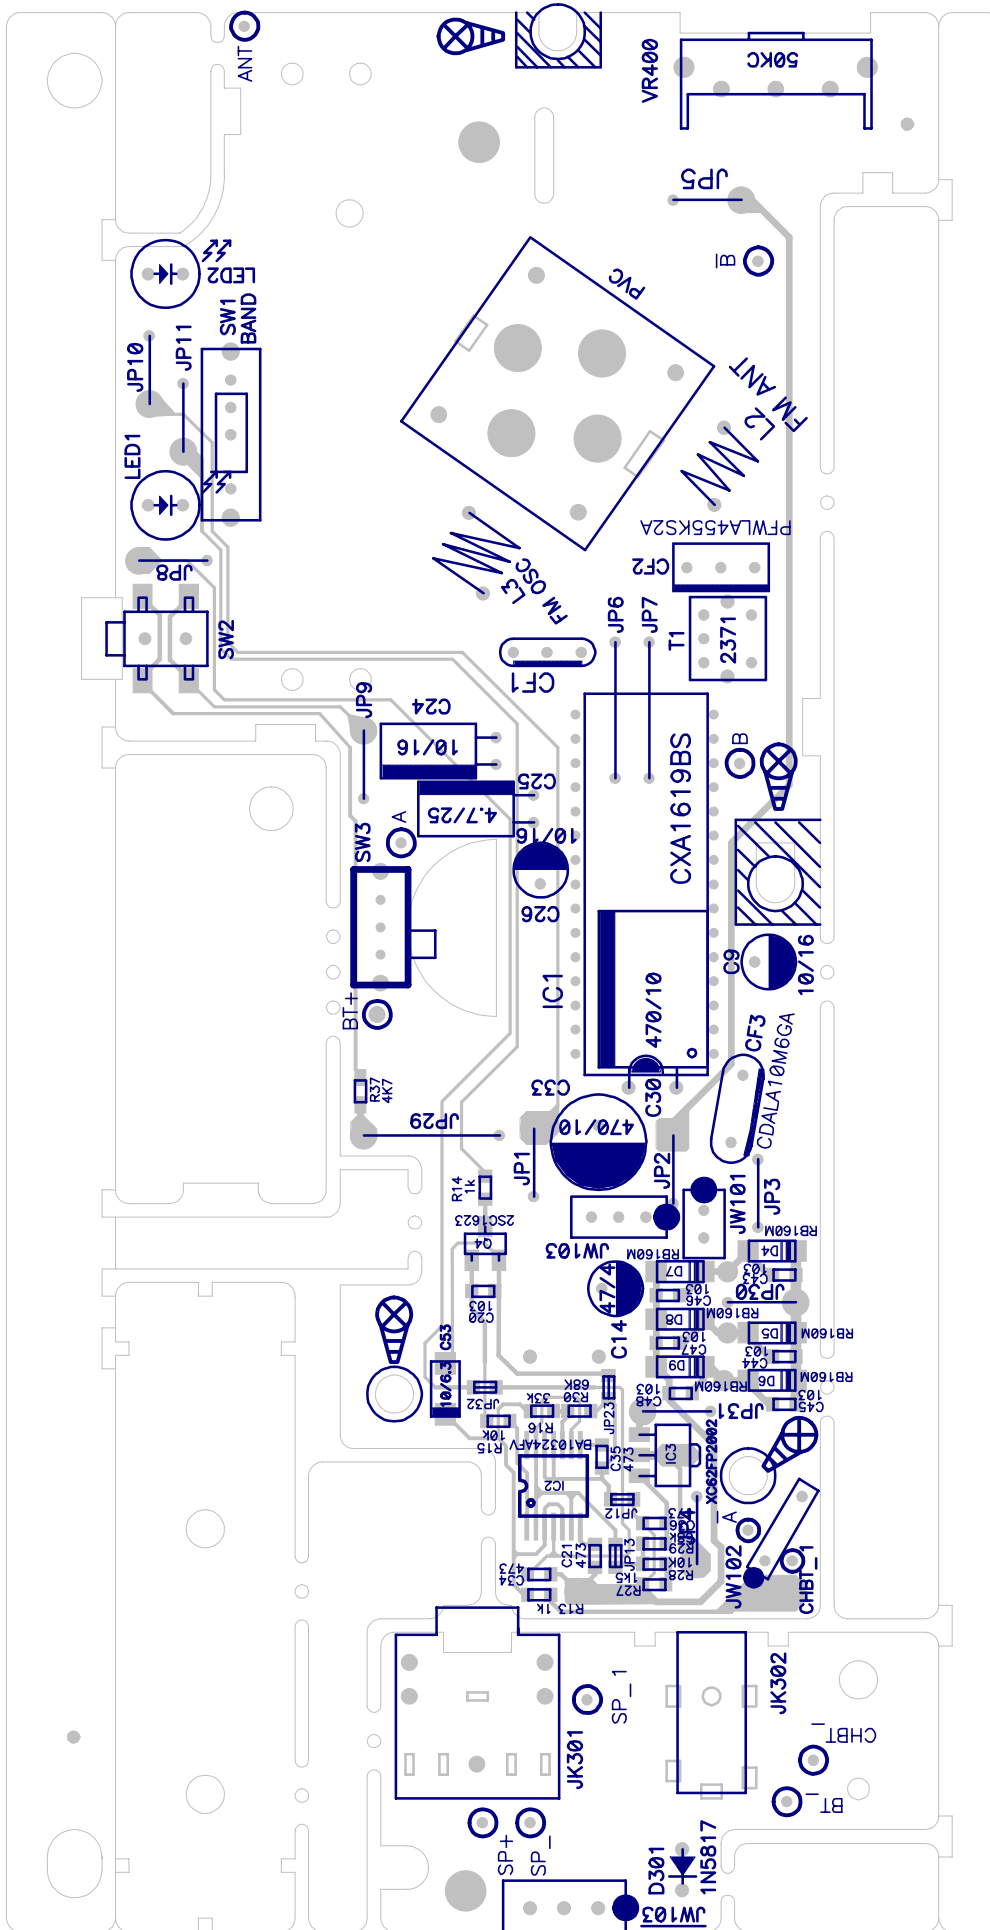 ANT
VR400
50KC
JP5
B
LED2
SW1
BAND
JP10
JP11
PVC
LED1
L2
FM ANT
PFWLA455KS2A
L3
FM OSC
CF2
JP8
SW2
JP6
JP7
T1
2371
CF1
JP9
C24
10/16
C25
4.7/25
B
SW3
A
10/16
C26
CXA1619BS
C9
10/16
IC1
470/10
BT+
CF3
CDALA10M6GA
R37
4K7
C33
470/10
C30
JP29
JP1
JP2
R14
1k
2SC1623
Q4
JW103
JW101
JP3
RB160M
D4
RB160M
D7
103
C43
103
C46
JP30
103
C20
47/4
C14
RB160M
D8
RB160M
D5
103
C47
103
C44
C53
10/6.3
D9
RB160M
D6
RB160M
103
C48
103
C45
JP32
68K
JP23
33k
R16
R30
JP31
R15
10K
BA10324AFV
C35
473
IC3
XC62FP2002
IC2
JP12
A
JP24
C21
473
JP13
R29
10K
R28
1k5
R27
473
C34
R13 1k
JW102
CHBT_1
SP_1
JK301
JK302
CHBT_
BT_
SP+
SP_
D301
1N5817
JW103